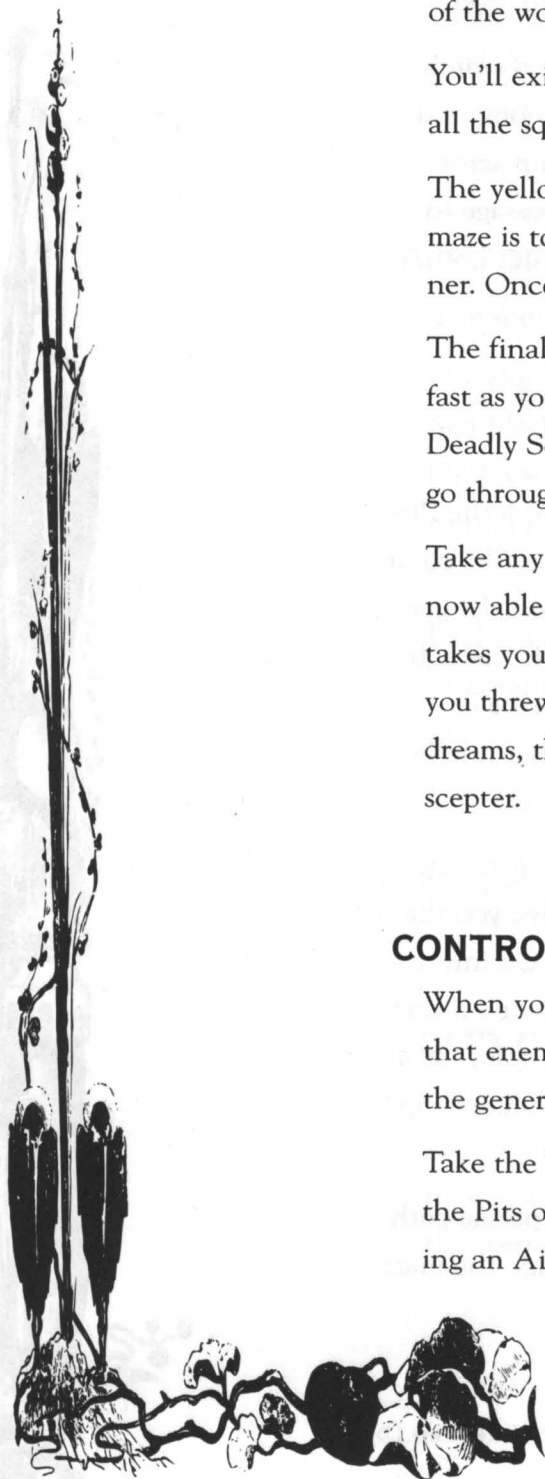 of the wo
You'll exi
all the sq
The yello
maze is to
ner. Once
The final
fast as yo
Deadly S
go throug
Take any
now able
takes you
you threw
dreams, th
scepter.
CONTRO
When yo
that enem
the gener
Take the
the Pits o
ing an Ai